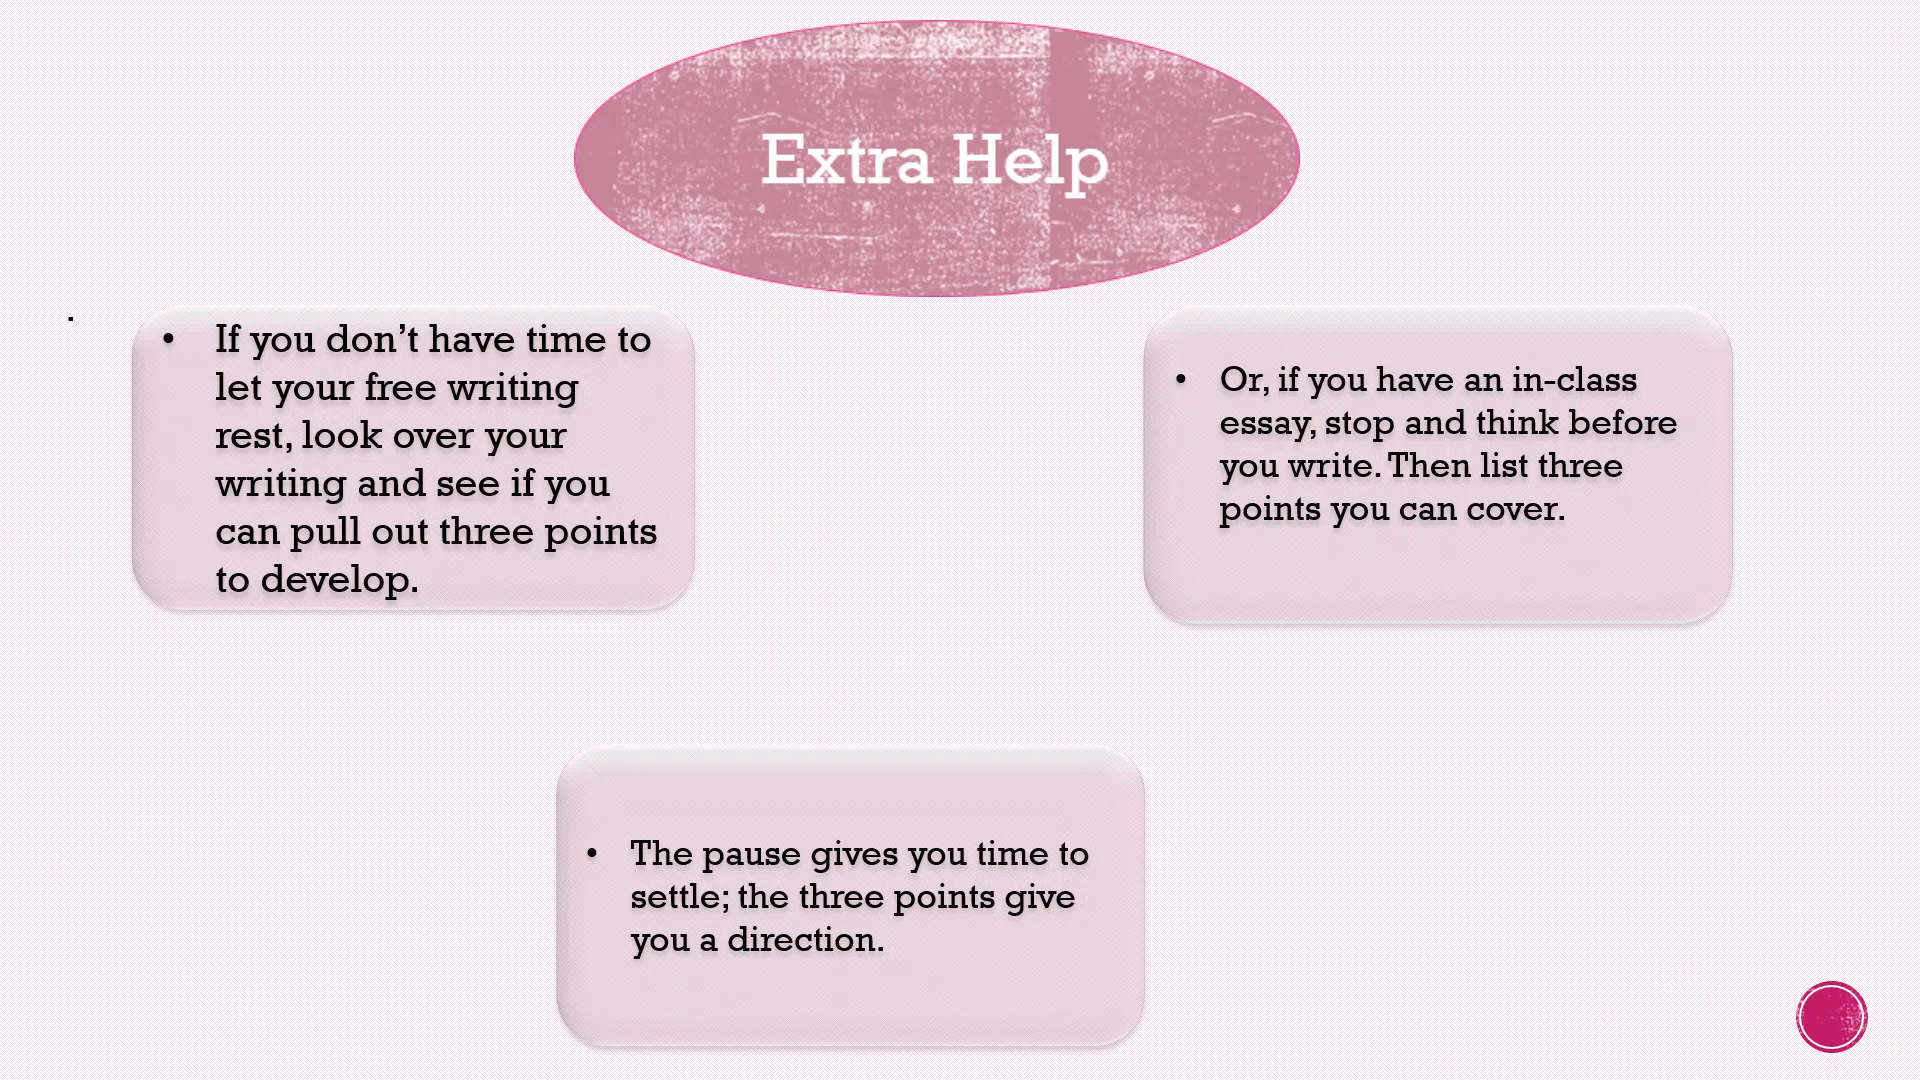 Extra Help
• If you don’t have time to
let your free writing
rest, look over your
writing and see if you
can pull out three points
to develop.
• Or, if you have an in-class
essay, stop and think before
you write. Then list three
points you can cover.
• The pause gives you time to
settle; the three points give
you a direction.